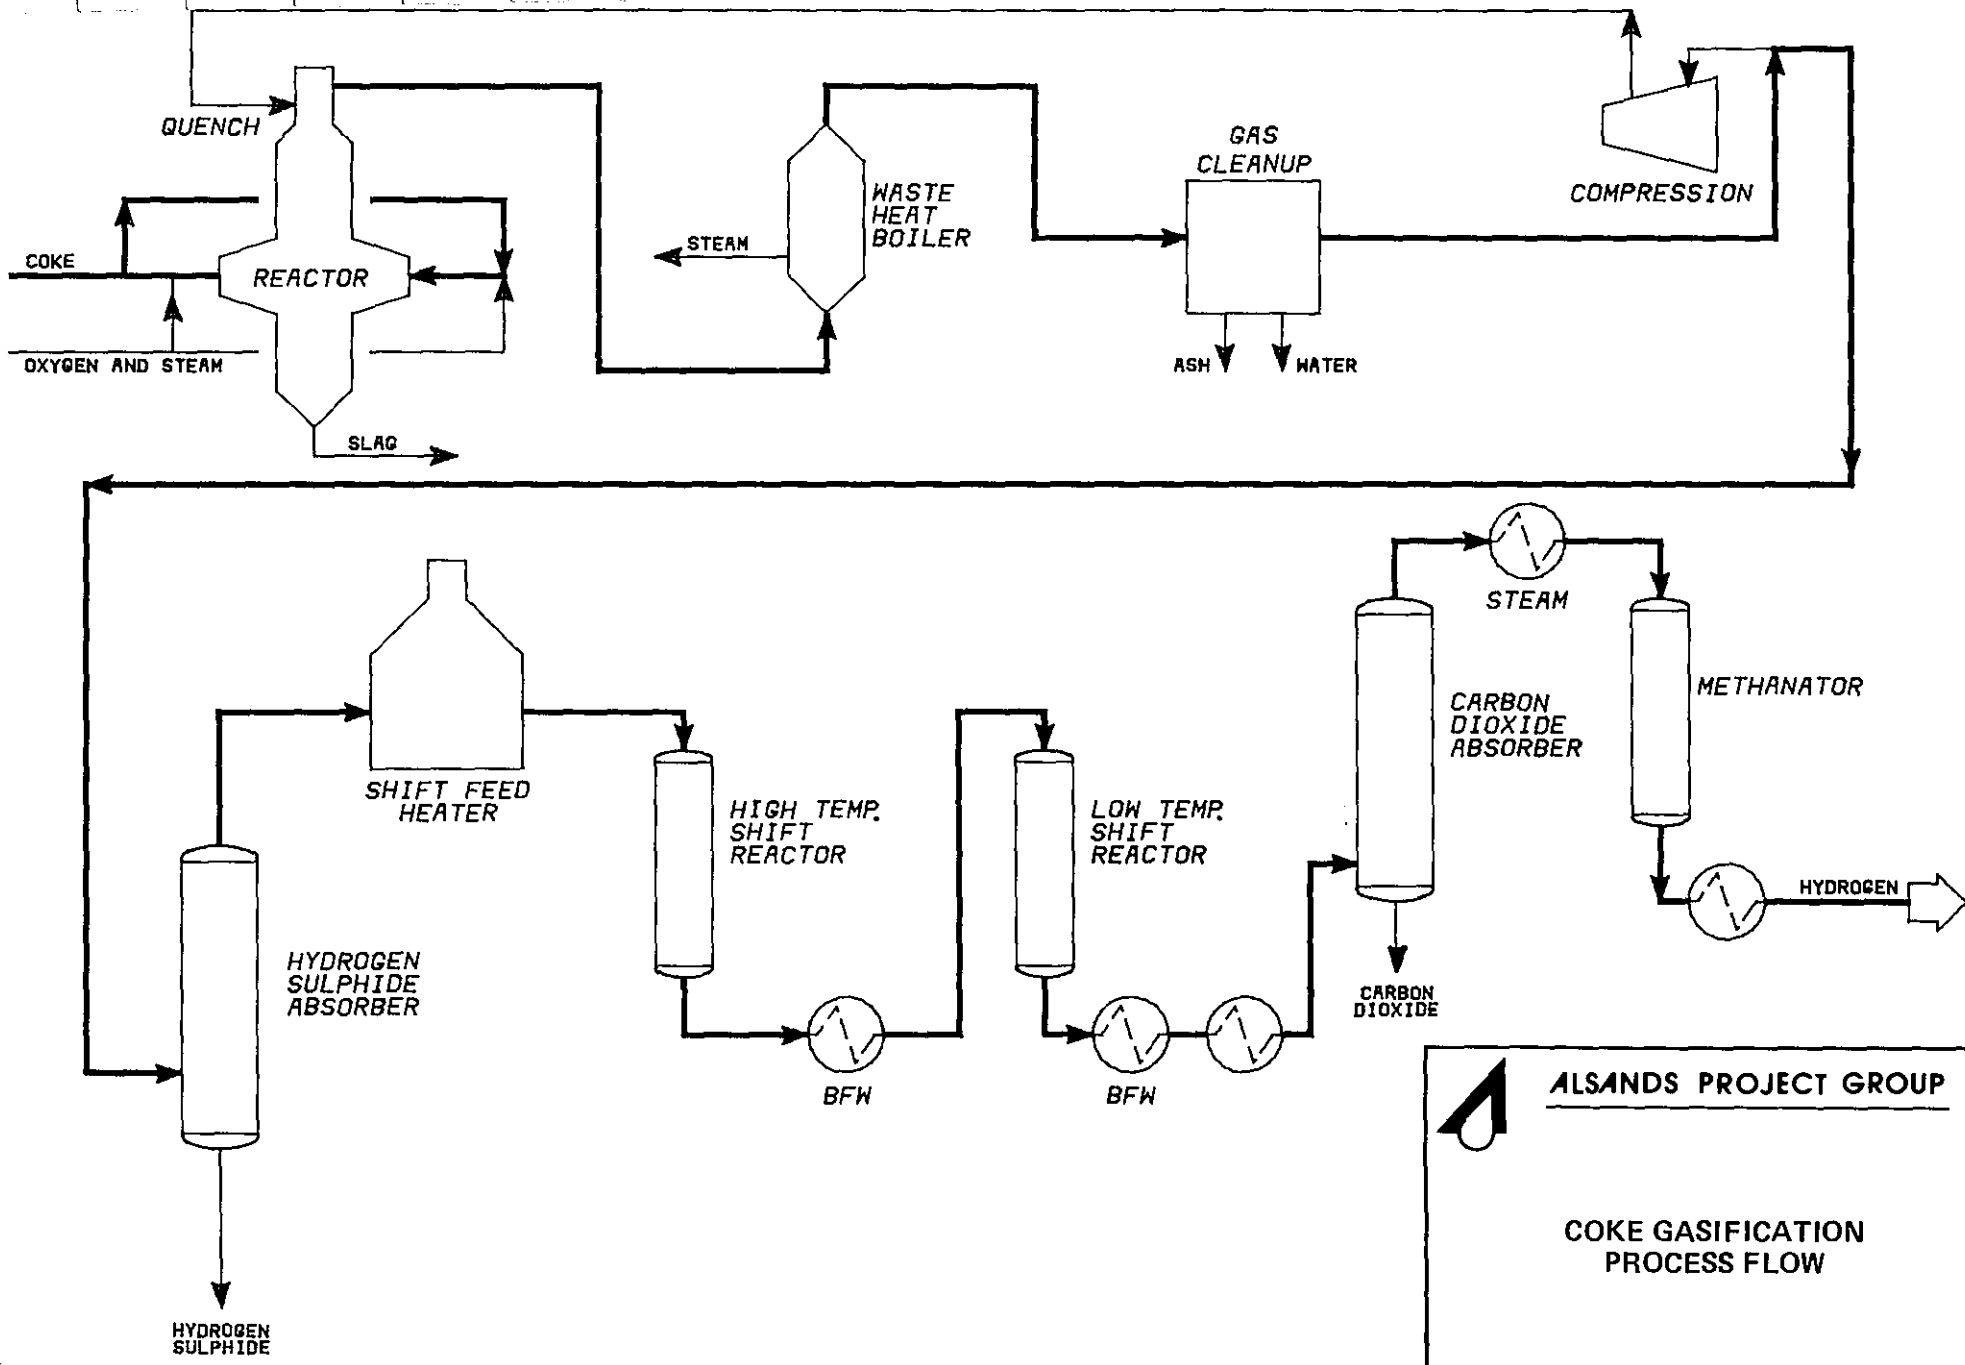 QUENCH
GAS
CLEANUP
COMPRESSION
WASTE
HEAT
BOILER
STEAM
COKE
REACTOR
OXYGEN AND STEAM
ASH
WATER
SLAG
STEAM
METHANATOR
CARBON
DIOXIDE
ABSORBER
SHIFT FEED
HEATER
HIGH TEMP.
SHIFT
REACTOR
LOW TEMP.
SHIFT
REACTOR
HYDROGEN
HYDROGEN
SULPHIDE
ABSORBER
CARBON
DIOXIDE
BFW
BFW
HYDROGEN
SULPHIDE
ALSANDS PROJECT GROUP
COKE GASIFICATION
PROCESS FLOW